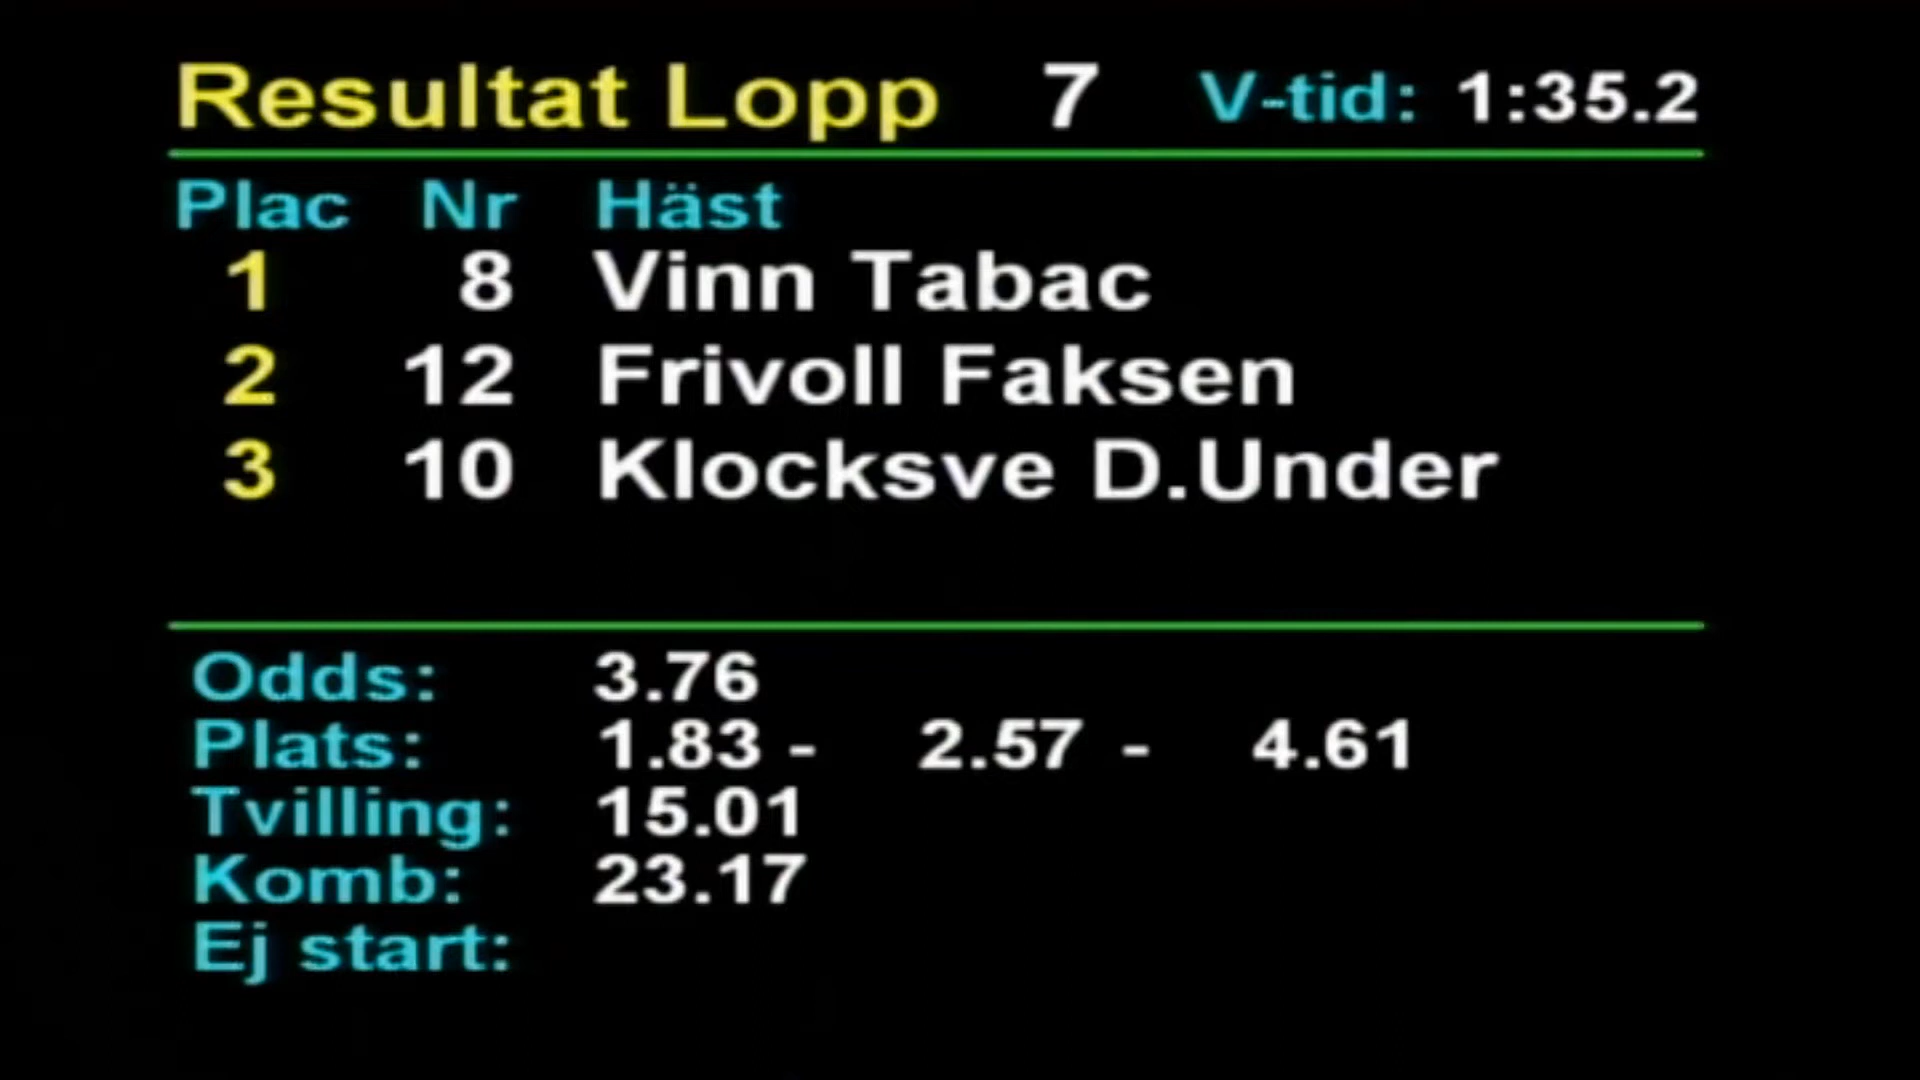 Resultat Lopp 7 V-tid: 1:35.2
Plac Nr Häst
1 8 Vinn Tabac
2 12 Frivoll Faksen
3 10 Klocksve D.Under
Odds: 3.76
Plats: 1.83 - 2.57 - 4.61
Tvilling: 15.01
Komb: 23.17
Ej start: